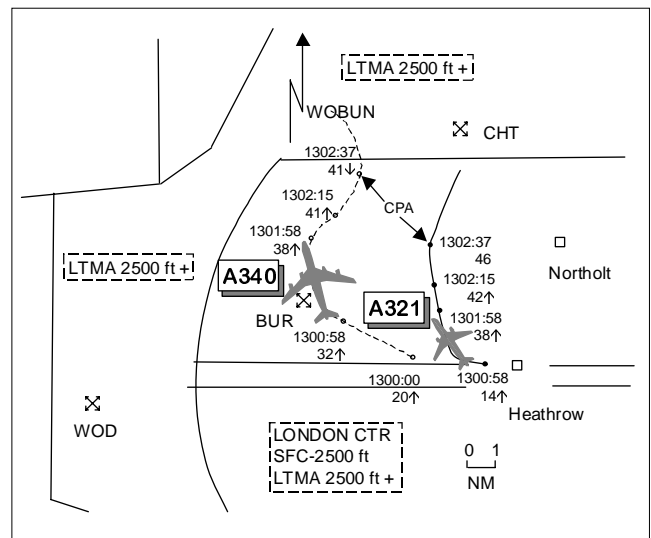 LTMA 2500 ft +
WOBUN
CHT
1302:37
41↓
1302:15
41↑
CPA
1301:58
38↑
1302:37
46
Northolt
LTMA 2500 ft +
A340
1302:15
42↑
A321
1301:58
38↑
BUR
1300:58
32↑
1300:00
20↑
1300:58
14↑
Heathrow
WOD
LONDON CTR
SFC-2500 ft
LTMA 2500 ft +
0 1
NM